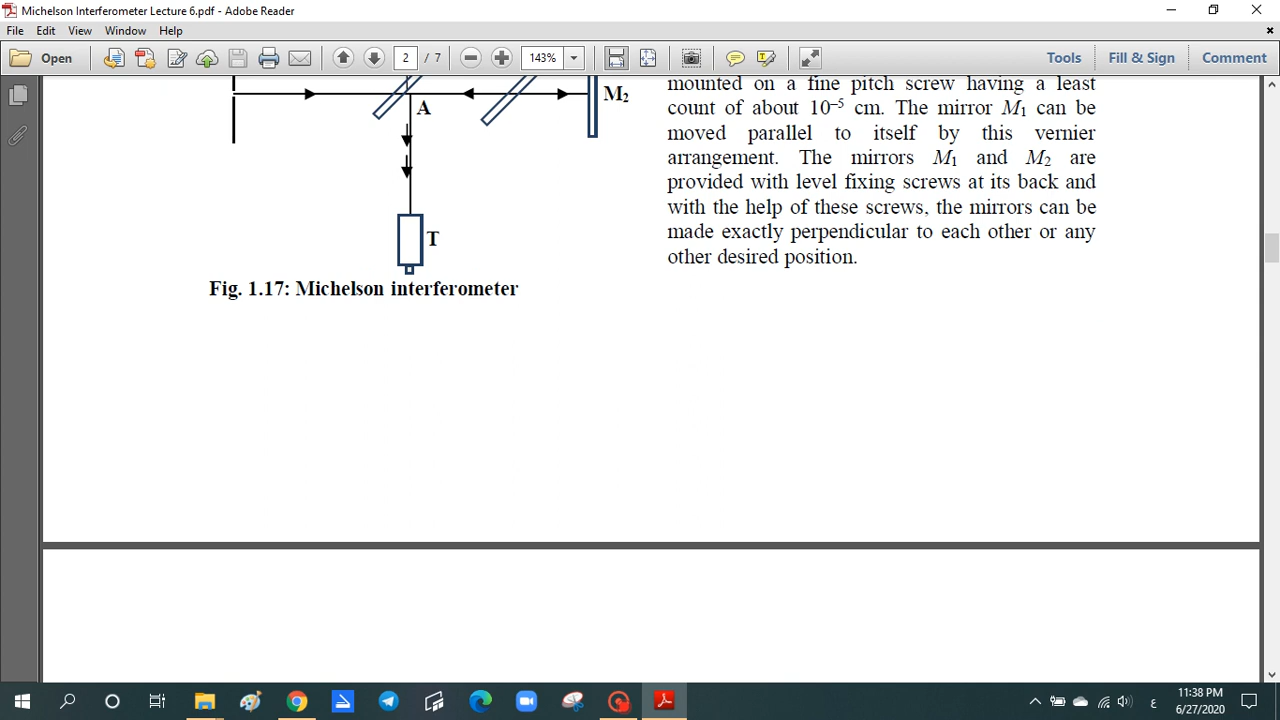 Michelson Interferometer Lecture 6.pdf - Adobe Reader
File Edit View Window Help
Open 2 / 7 143% Tools Fill & Sign Comment
M2
A
T
Fig. 1.17: Michelson interferometer
mounted on a fine pitch screw having a least
count of about 10⁻⁵ cm. The mirror M₁ can be
moved parallel to itself by this vernier
arrangement. The mirrors M₁ and M₂ are
provided with level fixing screws at its back and
with the help of these screws, the mirrors can be
made exactly perpendicular to each other or any
other desired position.
ع
11:38 PM
6/27/2020